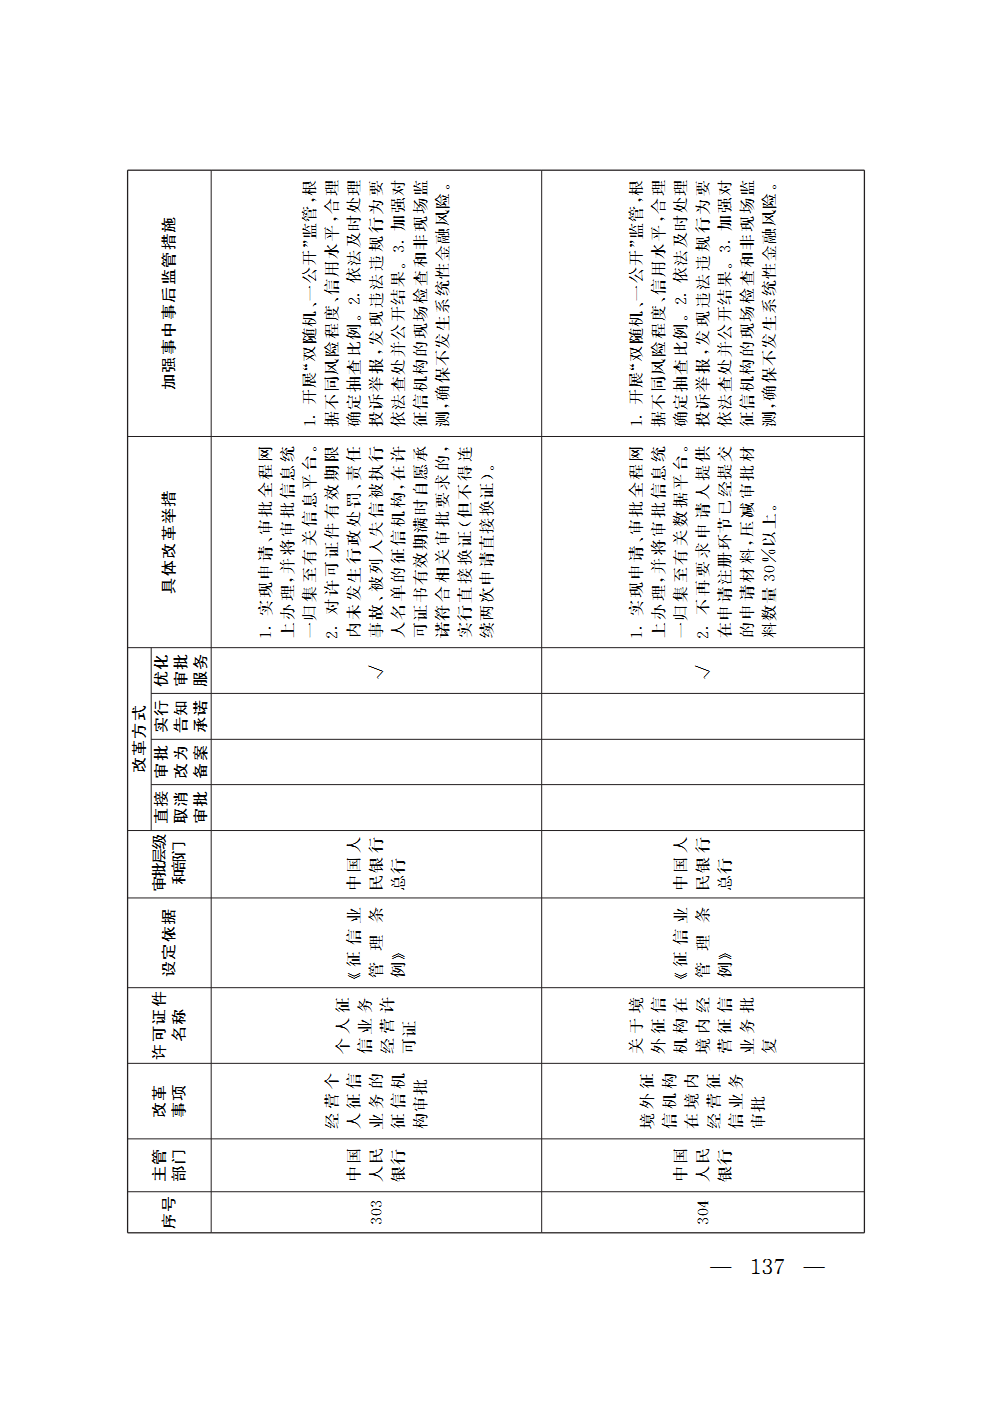 序号
主管
部门
改革
事项
许可证件
名称
设定依据
审批层级
和部门
改革方式
直接
取消
审批
审批
改为
备案
实行
告知
承诺
优化
审批
服务
具体改革举措
加强事中事后监管措施
303
中国
人民
银行
经营个
人征信
业务的
征信机
构审批
个人征
信业务
经营许
可证
《征信业
管理条
例》
中国人
民银行
总行
√
1. 实现申请、审批全程网
上办理,并将审批信息统
一归集至有关信息平台。
2. 对许可证件有效期限
内未发生行政处罚、责任
事故、被列入失信被执行
人名单的征信机构,在许
可证书有效期满时自愿承
诺符合相关审批要求的,
实行直接换证(但不得连
续两次申请直接换证)。
1. 开展“双随机、一公开”监管,根
据不同风险程度、信用水平,合理
确定抽查比例。2. 依法及时处理
投诉举报,发现违法违规行为要
依法查处并公开结果。3. 加强对
征信机构的现场检查和非现场监
测,确保不发生系统性金融风险。
304
中国
人民
银行
境外征
信机构
在境内
经营征
信业务
审批
关于境
外征信
机构在
境内经
营征信
业务批
复
《征信业
管理条
例》
中国人
民银行
总行
√
1. 实现申请、审批全程网
上办理,并将审批信息统
一归集至有关数据平台。
2. 不再要求申请人提供
在申请注册环节已经提交
的申请材料,压减审批材
料数量30%以上。
1. 开展“双随机、一公开”监管,根
据不同风险程度、信用水平,合理
确定抽查比例。2. 依法及时处理
投诉举报,发现违法违规行为要
依法查处并公开结果。3. 加强对
征信机构的现场检查和非现场监
测,确保不发生系统性金融风险。
— 137 —